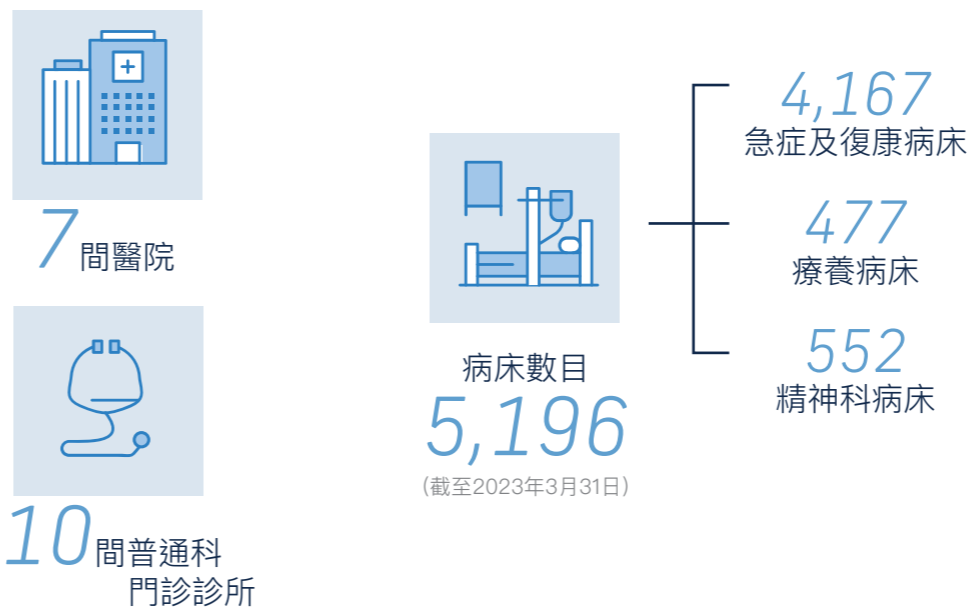 7 間醫院
10 間普通科
門診診所
病床數目
5,196
(截至2023年3月31日)
4,167
急症及復康病床
477
療養病床
552
精神科病床